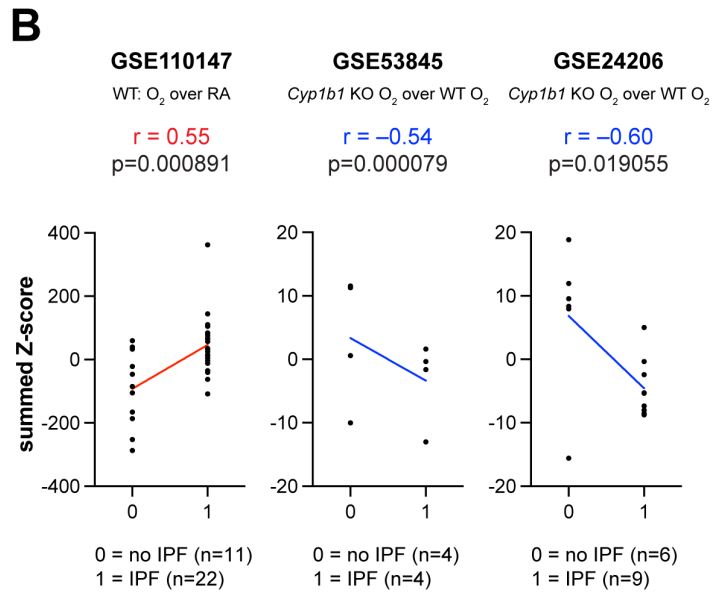 B
GSE110147
WT: O₂ over RA
r = 0.55
p=0.000891
GSE53845
Cyp1b1 KO O₂ over WT O₂
r = –0.54
p=0.000079
GSE24206
Cyp1b1 KO O₂ over WT O₂
r = –0.60
p=0.019055
summed Z-score
400
200
0
-200
-400
0 1
0 = no IPF (n=11)
1 = IPF (n=22)
20
10
0
-10
-20
0 1
0 = no IPF (n=4)
1 = IPF (n=4)
20
10
0
-10
-20
0 1
0 = no IPF (n=6)
1 = IPF (n=9)